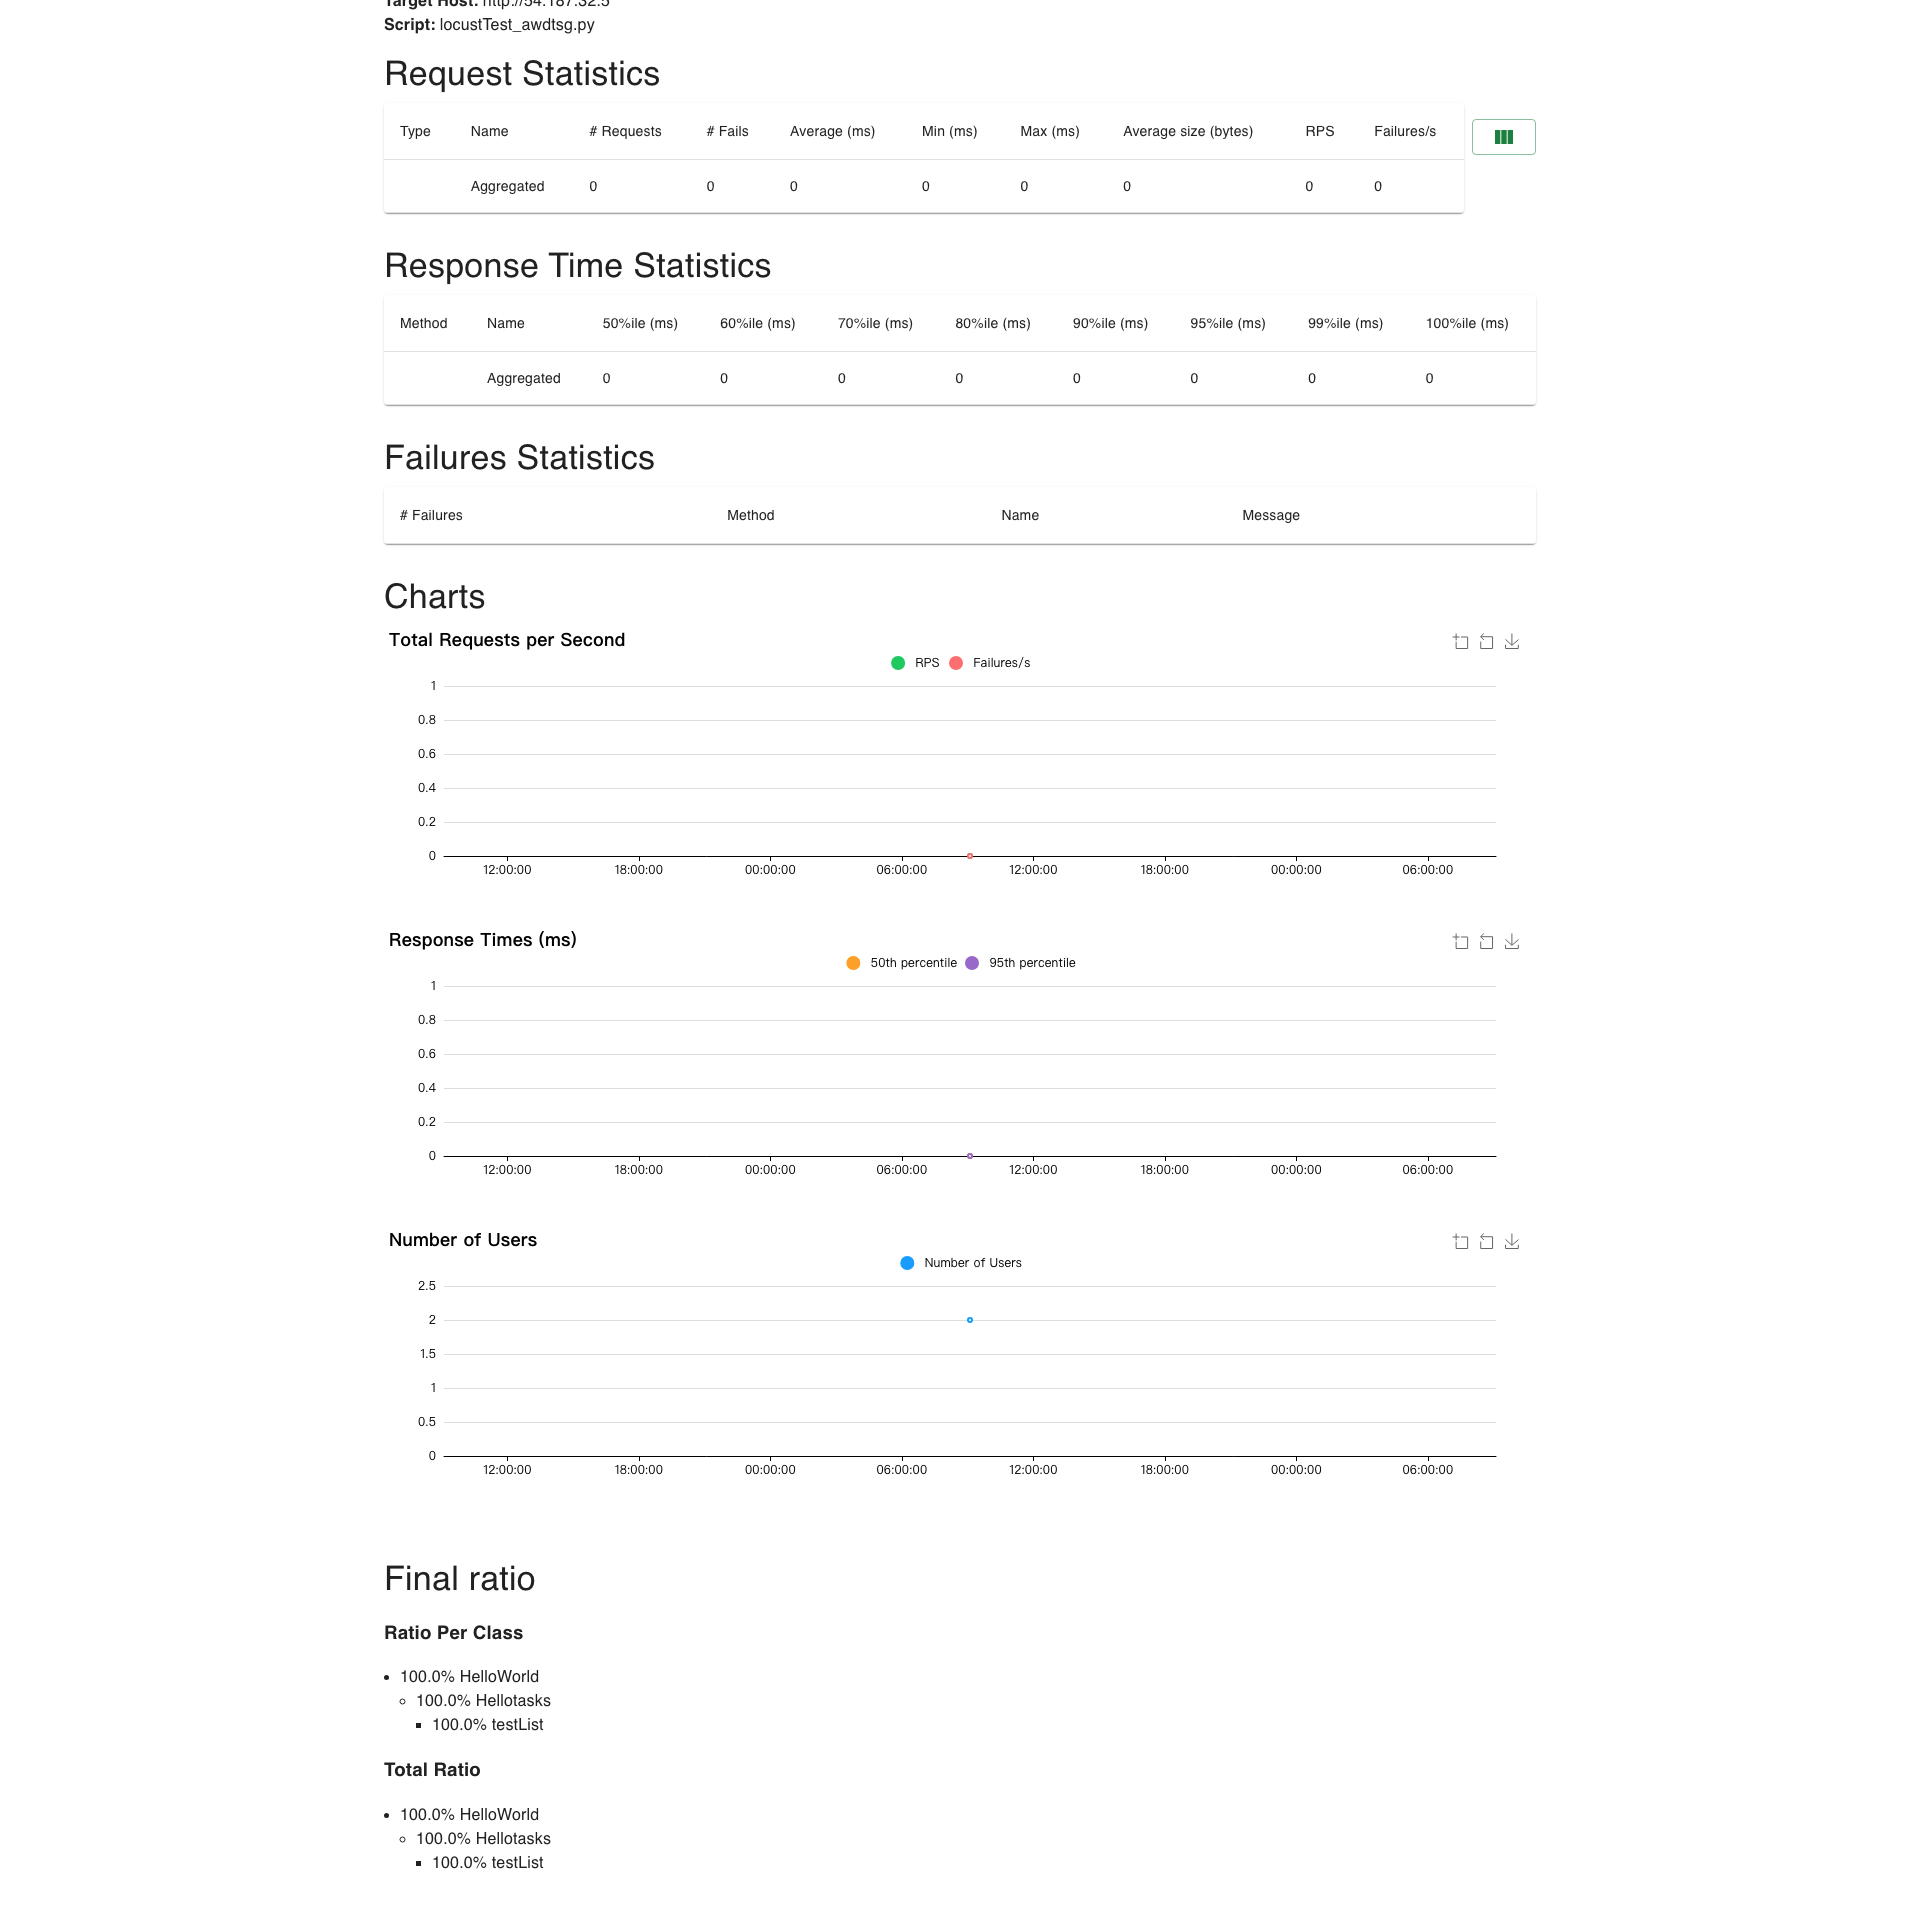 Target Host: http://54.187.32.5
Script: locustTest_awdtsg.py
Request Statistics
Type Name # Requests # Fails Average (ms) Min (ms) Max (ms) Average size (bytes) RPS Failures/s
Aggregated 0 0 0 0 0 0 0 0
Response Time Statistics
Method Name 50%ile (ms) 60%ile (ms) 70%ile (ms) 80%ile (ms) 90%ile (ms) 95%ile (ms) 99%ile (ms) 100%ile (ms)
Aggregated 0 0 0 0 0 0 0 0
Failures Statistics
# Failures Method Name Message
Charts
Total Requests per Second
RPS Failures/s
1
0.8
0.6
0.4
0.2
0
12:00:00 18:00:00 00:00:00 06:00:00 12:00:00 18:00:00 00:00:00 06:00:00
Response Times (ms)
50th percentile 95th percentile
1
0.8
0.6
0.4
0.2
0
12:00:00 18:00:00 00:00:00 06:00:00 12:00:00 18:00:00 00:00:00 06:00:00
Number of Users
Number of Users
2.5
2
1.5
1
0.5
0
12:00:00 18:00:00 00:00:00 06:00:00 12:00:00 18:00:00 00:00:00 06:00:00
Final ratio
Ratio Per Class
100.0% HelloWorld
100.0% Hellotasks
100.0% testList
Total Ratio
100.0% HelloWorld
100.0% Hellotasks
100.0% testList